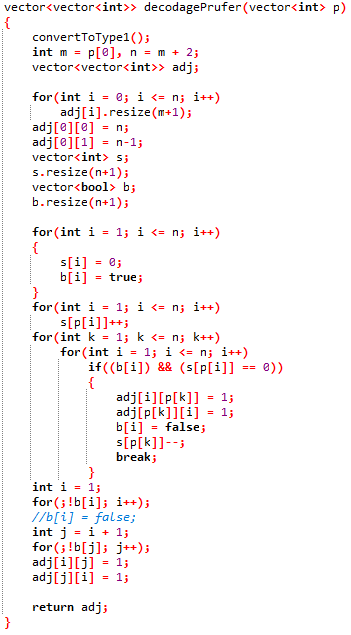 vector<vector<int>> decodagePrufer(vector<int> p)
{
    convertToType1();
    int m = p[0], n = m + 2;
    vector<vector<int>> adj;

    for(int i = 0; i <= n; i++)
        adj[i].resize(m+1);
    adj[0][0] = n;
    adj[0][1] = n-1;
    vector<int> s;
    s.resize(n+1);
    vector<bool> b;
    b.resize(n+1);

    for(int i = 1; i <= n; i++)
    {
        s[i] = 0;
        b[i] = true;
    }
    for(int i = 1; i <= n; i++)
        s[p[i]]++;
    for(int k = 1; k <= n; k++)
        for(int i = 1; i <= n; i++)
            if((b[i]) && (s[p[i]] == 0))
            {
                adj[i][p[k]] = 1;
                adj[p[k]][i] = 1;
                b[i] = false;
                s[p[k]]--;
                break;
            }
    int i = 1;
    for(;!b[i]; i++);
    //b[i] = false;
    int j = i + 1;
    for(;!b[j]; j++);
    adj[i][j] = 1;
    adj[j][i] = 1;

    return adj;
}